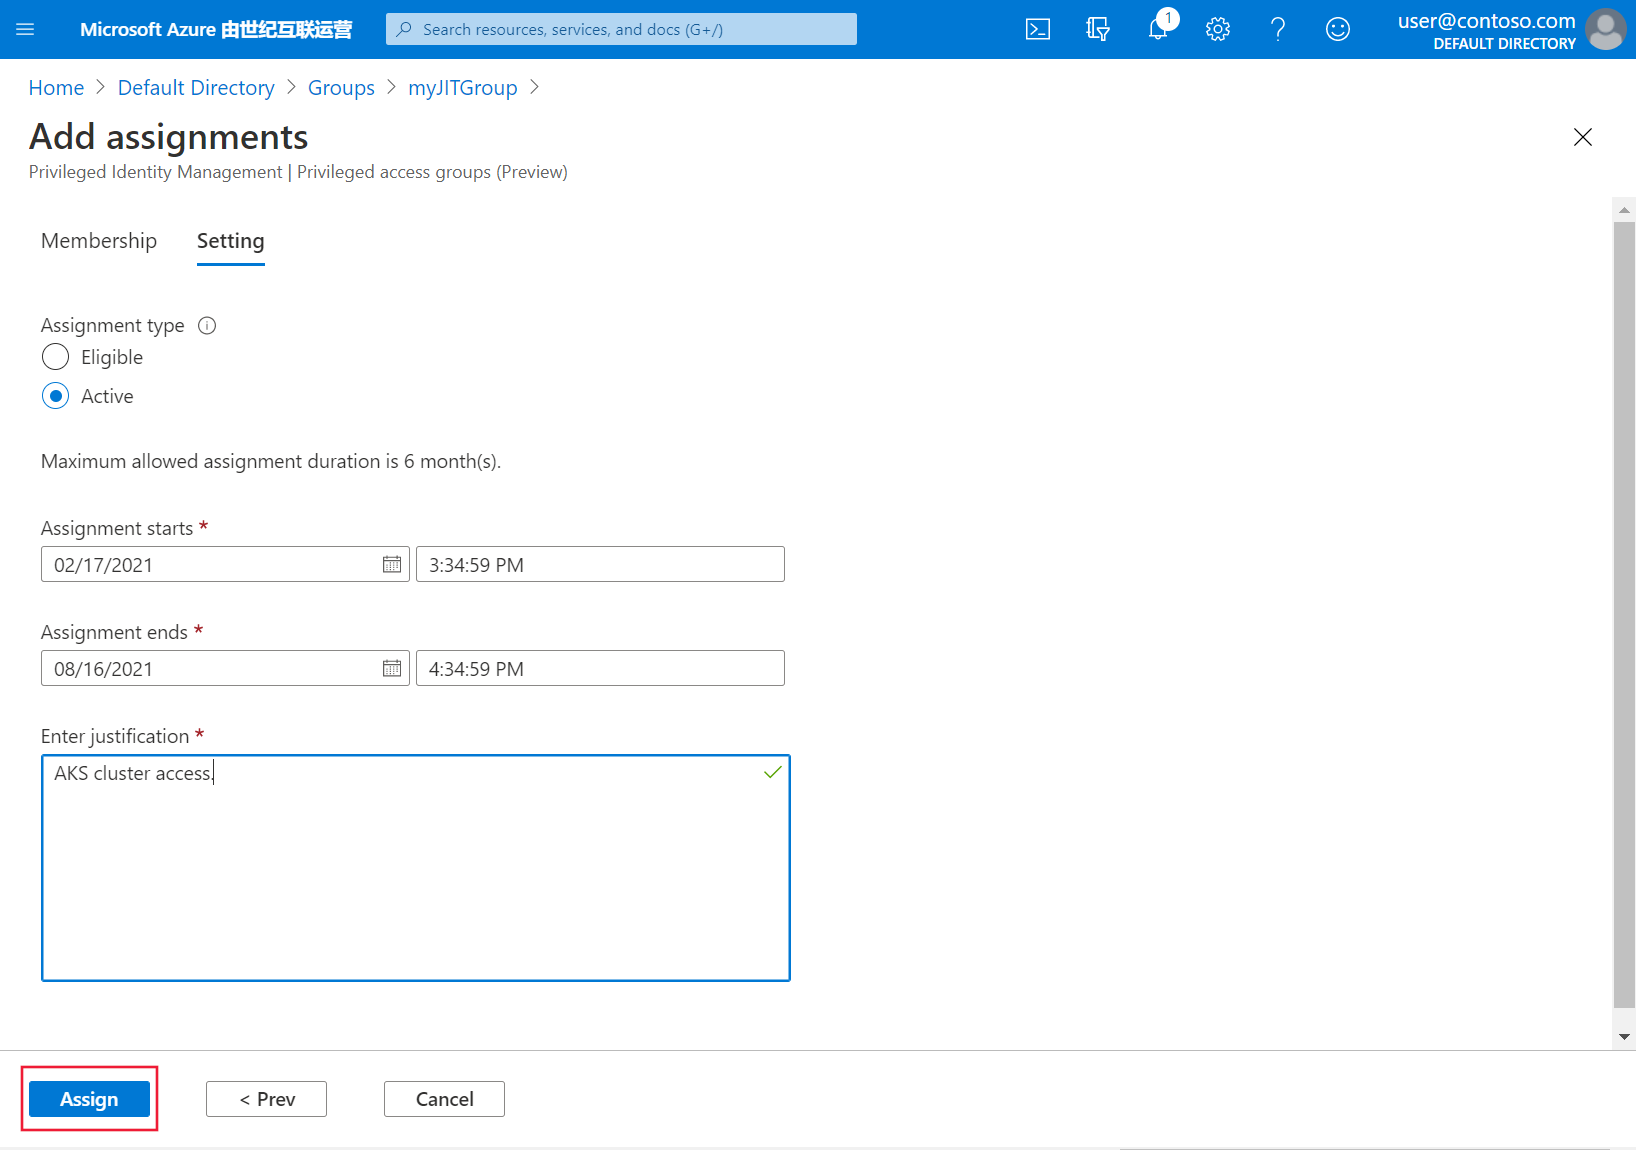 Microsoft Azure 由世纪互联运营
Search resources, services, and docs (G+/)
1
user@contoso.com
DEFAULT DIRECTORY
Home > Default Directory > Groups > myJITGroup >
Add assignments
Privileged Identity Management | Privileged access groups (Preview)
Membership Setting
Assignment type
Eligible
Active
Maximum allowed assignment duration is 6 month(s).
Assignment starts *
02/17/2021 3:34:59 PM
Assignment ends *
08/16/2021 4:34:59 PM
Enter justification *
AKS cluster access.
Assign < Prev Cancel